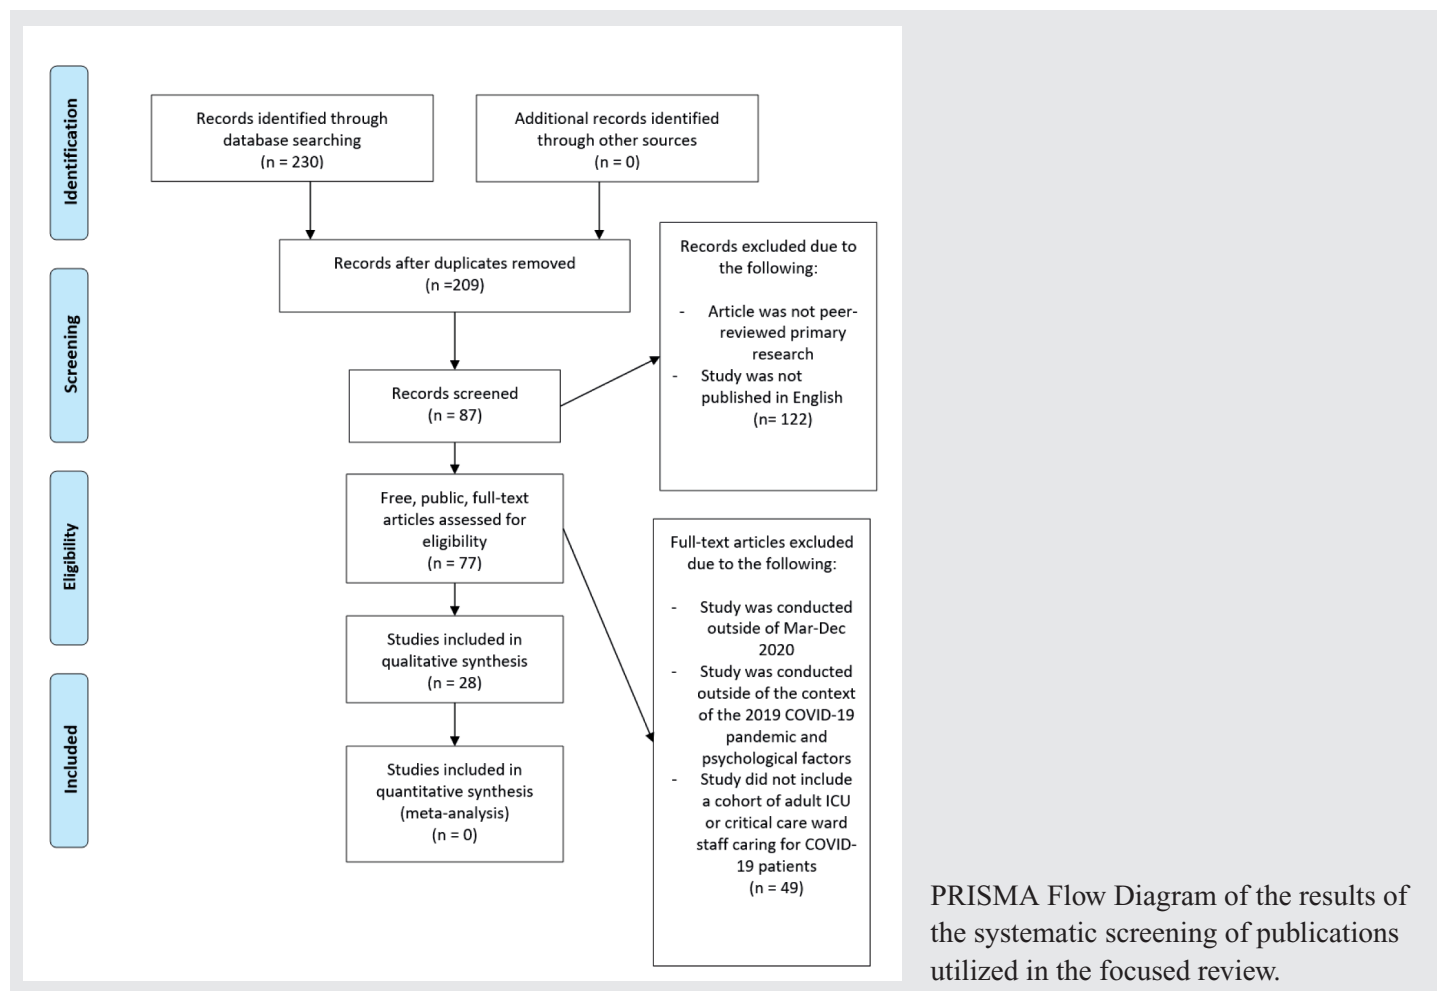 Identification
Records identified through
database searching
(n = 230)
Additional records identified
through other sources
(n = 0)
Records after duplicates removed
(n =209)
Screening
Records screened
(n = 87)
Records excluded due to
the following:
- Article was not peer-
reviewed primary
research
- Study was not
published in English
(n= 122)
Eligibility
Free, public, full-text
articles assessed for
eligibility
(n = 77)
Full-text articles excluded
due to the following:
- Study was conducted
outside of Mar-Dec
2020
- Study was conducted
outside of the context
of the 2019 COVID-19
pandemic and
psychological factors
- Study did not include
a cohort of adult ICU
or critical care ward
staff caring for COVID-
19 patients
(n = 49)
Studies included in
qualitative synthesis
(n = 28)
Included
Studies included in
quantitative synthesis
(meta-analysis)
(n = 0)
PRISMA Flow Diagram of the results of
the systematic screening of publications
utilized in the focused review.